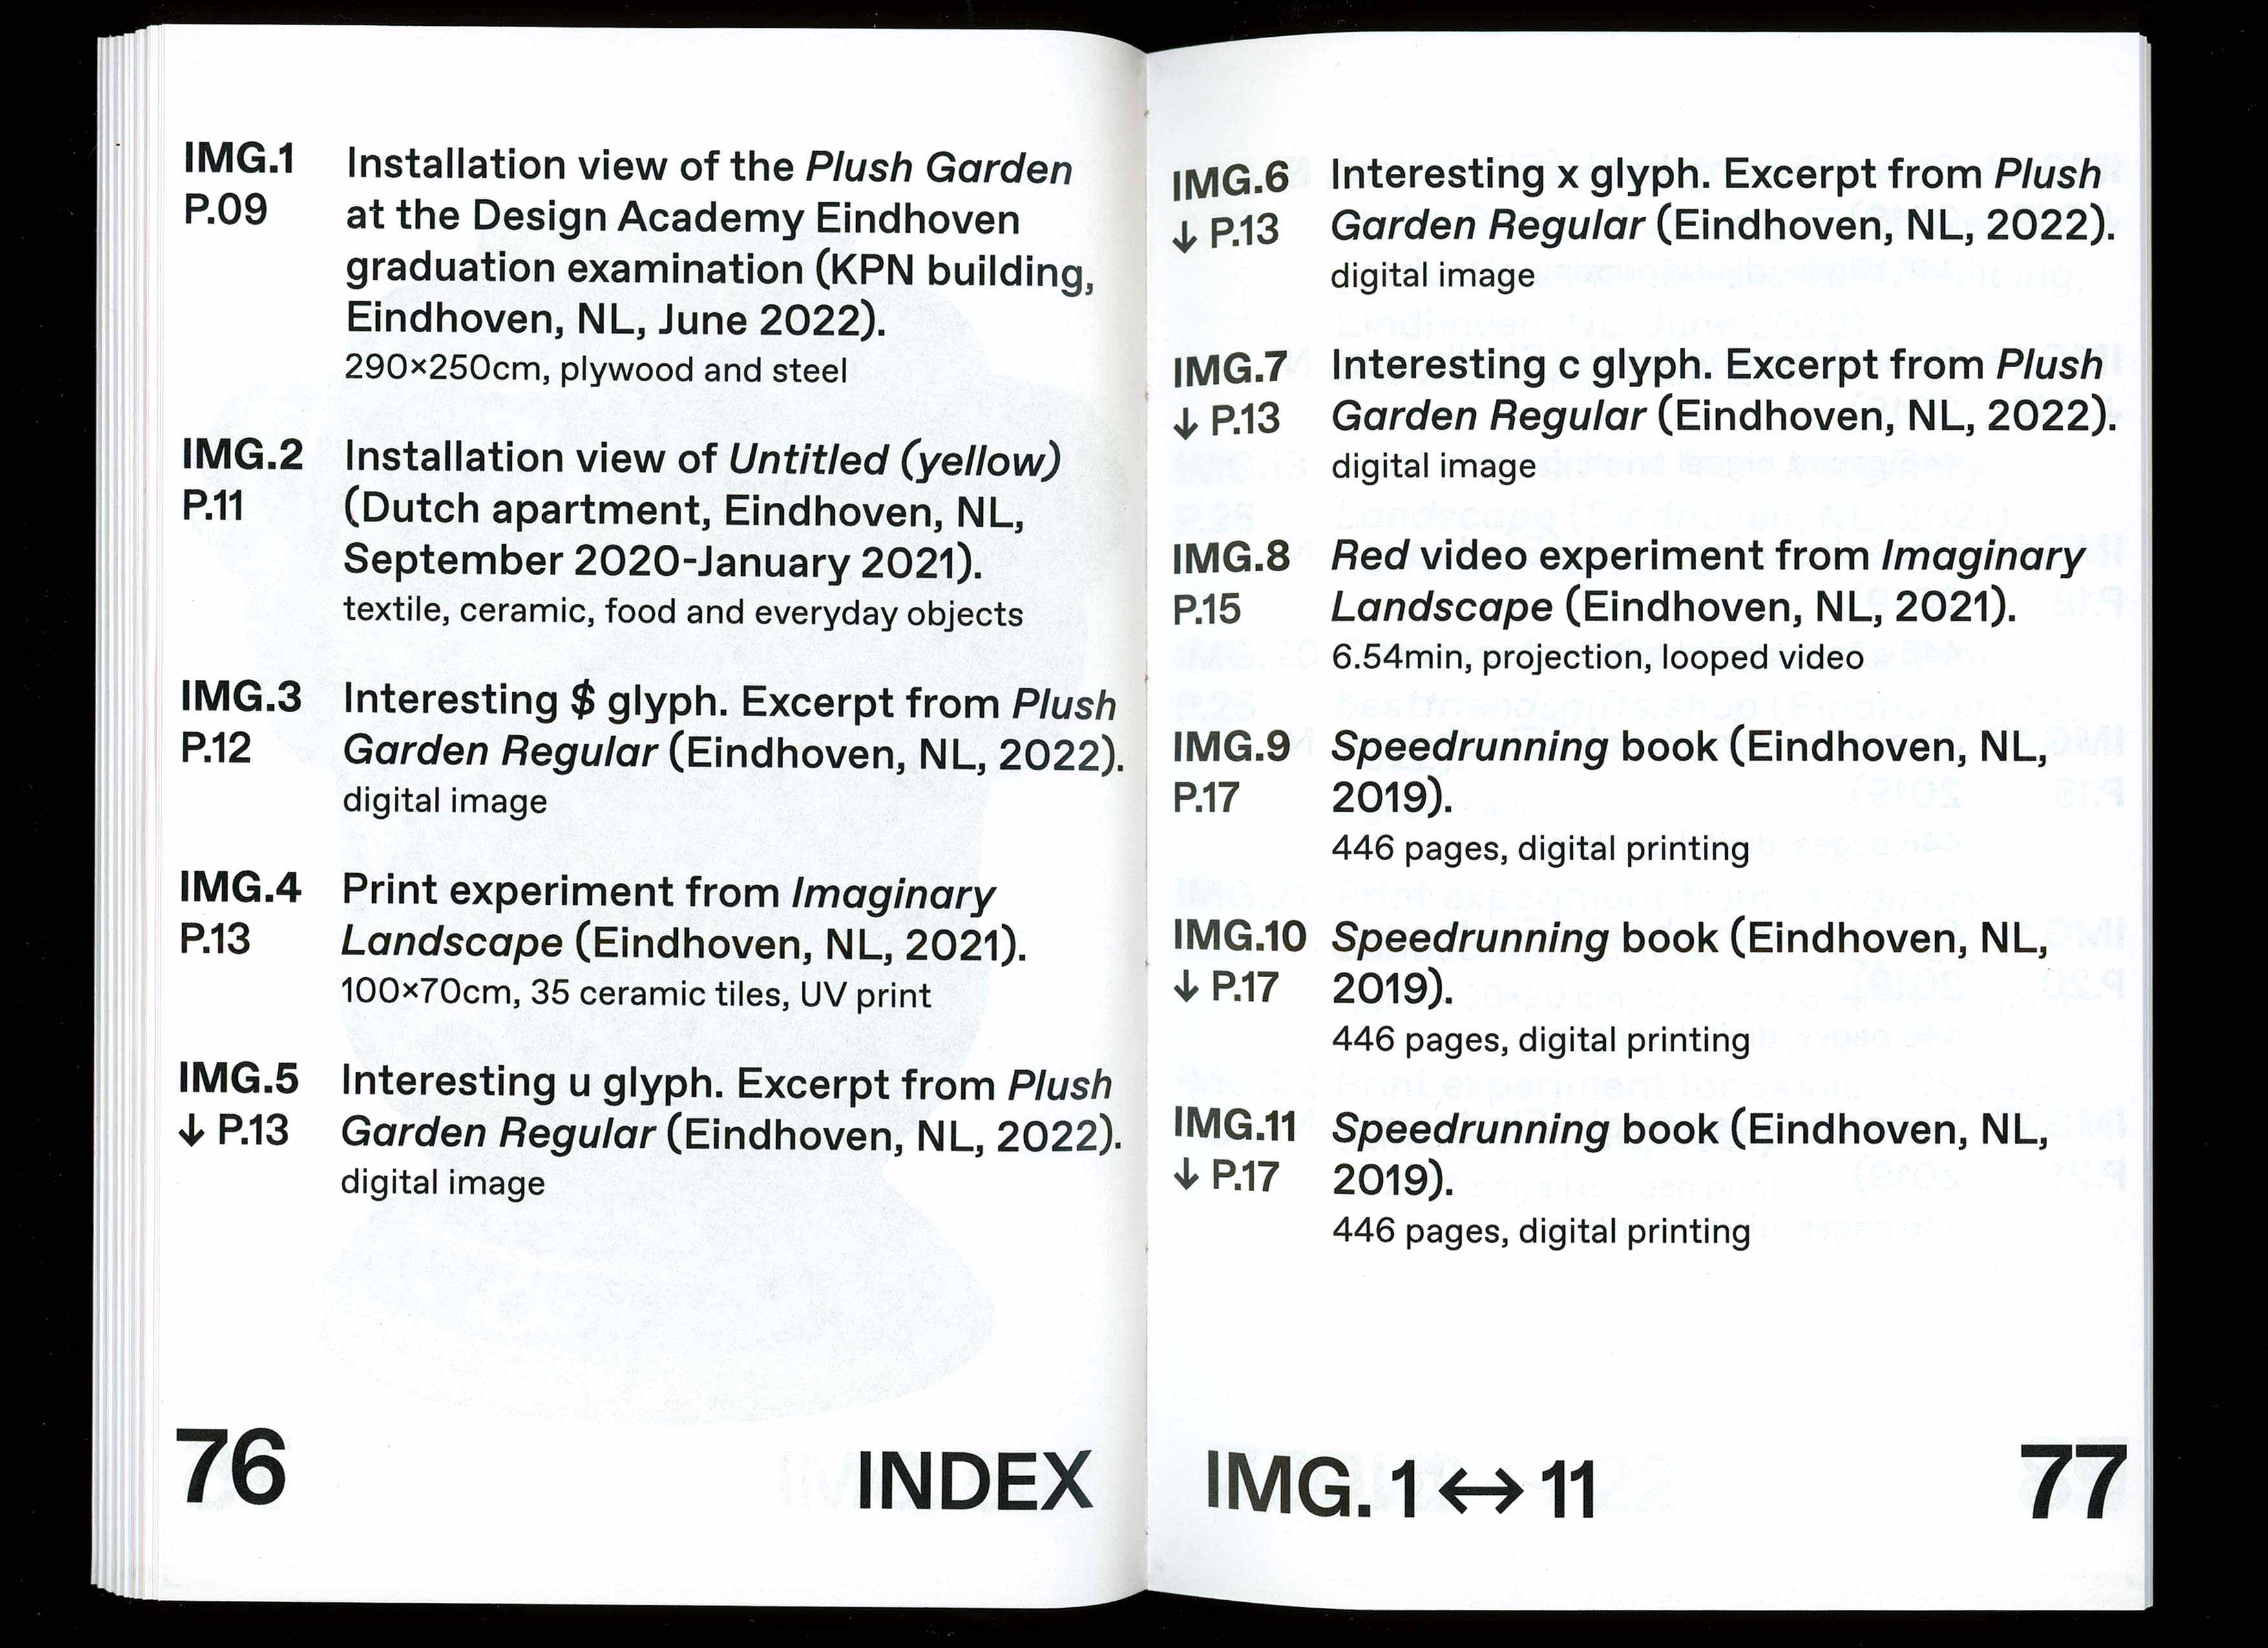 IMG.1
P.09
Installation view of the Plush Garden
at the Design Academy Eindhoven
graduation examination (KPN building,
Eindhoven, NL, June 2022).
290×250cm, plywood and steel
IMG.2
P.11
Installation view of Untitled (yellow)
(Dutch apartment, Eindhoven, NL,
September 2020-January 2021).
textile, ceramic, food and everyday objects
IMG.3
P.12
Interesting $ glyph. Excerpt from Plush
Garden Regular (Eindhoven, NL, 2022).
digital image
IMG.4
P.13
Print experiment from Imaginary
Landscape (Eindhoven, NL, 2021).
100×70cm, 35 ceramic tiles, UV print
IMG.5
↓ P.13
Interesting u glyph. Excerpt from Plush
Garden Regular (Eindhoven, NL, 2022).
digital image
76
INDEX
IMG.6
↓ P.13
Interesting x glyph. Excerpt from Plush
Garden Regular (Eindhoven, NL, 2022).
digital image
IMG.7
↓ P.13
Interesting c glyph. Excerpt from Plush
Garden Regular (Eindhoven, NL, 2022).
digital image
IMG.8
P.15
Red video experiment from Imaginary
Landscape (Eindhoven, NL, 2021).
6.54min, projection, looped video
IMG.9
P.17
Speedrunning book (Eindhoven, NL,
2019).
446 pages, digital printing
IMG.10
↓ P.17
Speedrunning book (Eindhoven, NL,
2019).
446 pages, digital printing
IMG.11
↓ P.17
Speedrunning book (Eindhoven, NL,
2019).
446 pages, digital printing
IMG. 1 ↔ 11
77